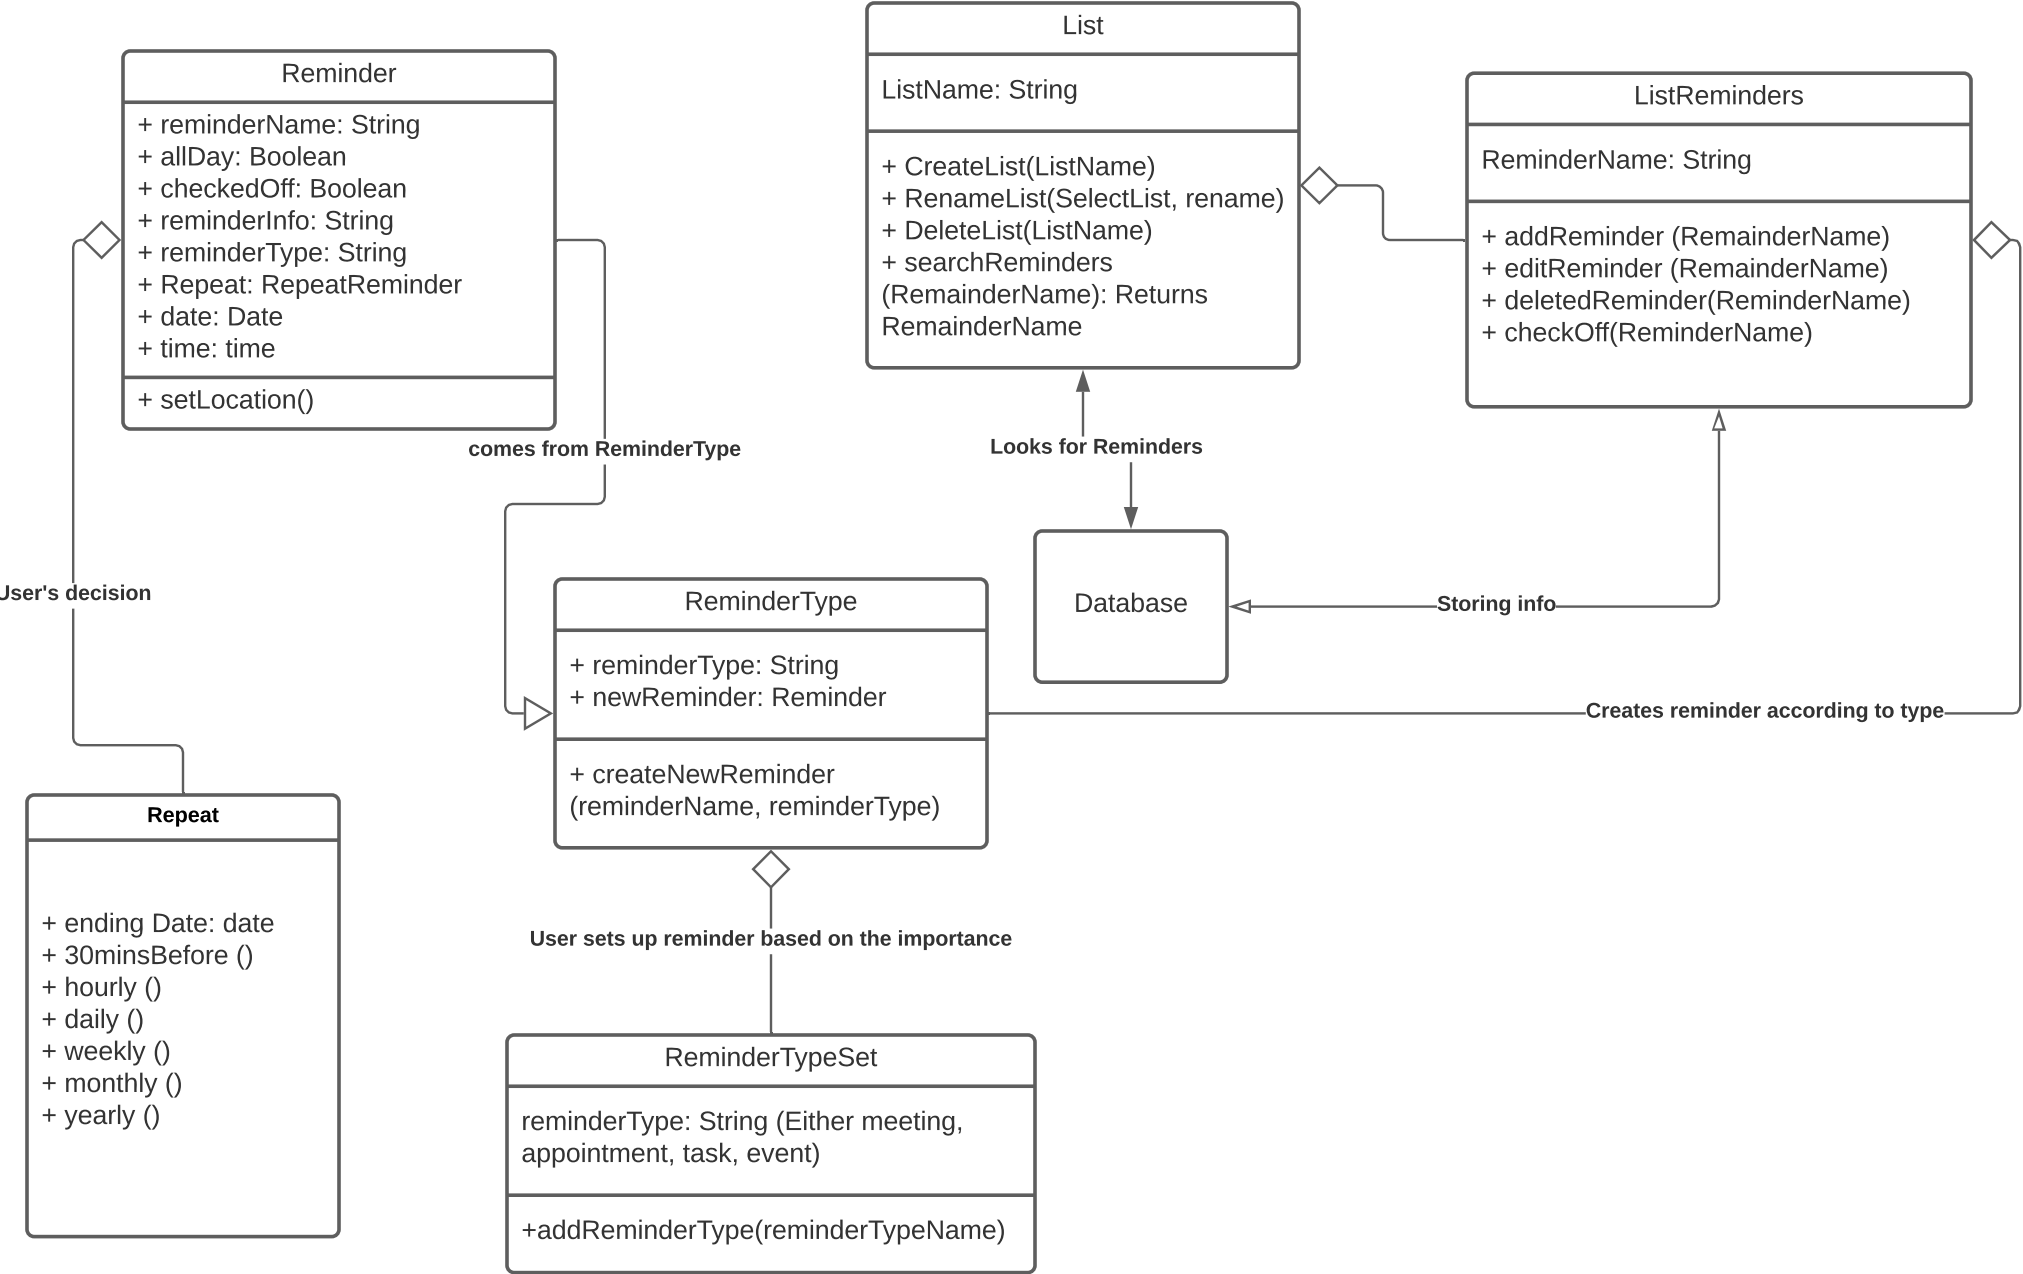 Reminder
+ reminderName: String
+ allDay: Boolean
+ checkedOff: Boolean
+ reminderInfo: String
+ reminderType: String
+ Repeat: RepeatReminder
+ date: Date
+ time: time
+ setLocation()
List
ListName: String
+ CreateList(ListName)
+ RenameList(SelectList, rename)
+ DeleteList(ListName)
+ searchReminders
(RemainderName): Returns
RemainderName
ListReminders
ReminderName: String
+ addReminder (RemainderName)
+ editReminder (RemainderName)
+ deletedReminder(ReminderName)
+ checkOff(ReminderName)
comes from ReminderType
Looks for Reminders
User's decision
Database
Storing info
ReminderType
+ reminderType: String
+ newReminder: Reminder
+ createNewReminder
(reminderName, reminderType)
Creates reminder according to type
Repeat
+ ending Date: date
+ 30minsBefore ()
+ hourly ()
+ daily ()
+ weekly ()
+ monthly ()
+ yearly ()
User sets up reminder based on the importance
ReminderTypeSet
reminderType: String (Either meeting,
appointment, task, event)
+addReminderType(reminderTypeName)